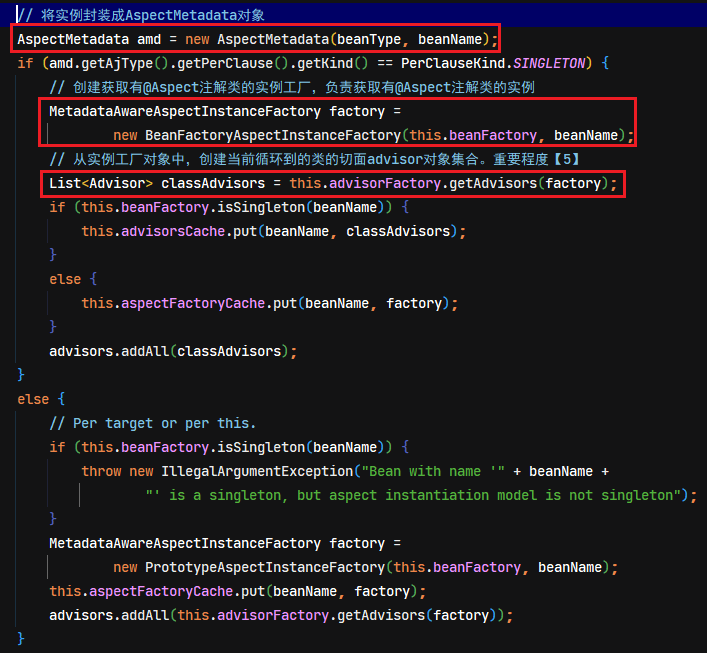 // 将实例封装成AspectMetadata对象
AspectMetadata amd = new AspectMetadata(beanType, beanName);
if (amd.getAjType().getPerClause().getKind() == PerClauseKind.SINGLETON) {
// 创建获取有@Aspect注解类的实例工厂，负责获取有@Aspect注解类的实例
MetadataAwareAspectInstanceFactory factory =
new BeanFactoryAspectInstanceFactory(this.beanFactory, beanName);
// 从实例工厂对象中，创建当前循环到的类的切面advisor对象集合。重要程度【5】
List<Advisor> classAdvisors = this.advisorFactory.getAdvisors(factory);
if (this.beanFactory.isSingleton(beanName)) {
this.advisorsCache.put(beanName, classAdvisors);
}
else {
this.aspectFactoryCache.put(beanName, factory);
}
advisors.addAll(classAdvisors);
}
else {
// Per target or per this.
if (this.beanFactory.isSingleton(beanName)) {
throw new IllegalArgumentException("Bean with name '" + beanName +
"' is a singleton, but aspect instantiation model is not singleton");
}
MetadataAwareAspectInstanceFactory factory =
new PrototypeAspectInstanceFactory(this.beanFactory, beanName);
this.aspectFactoryCache.put(beanName, factory);
advisors.addAll(this.advisorFactory.getAdvisors(factory));
}